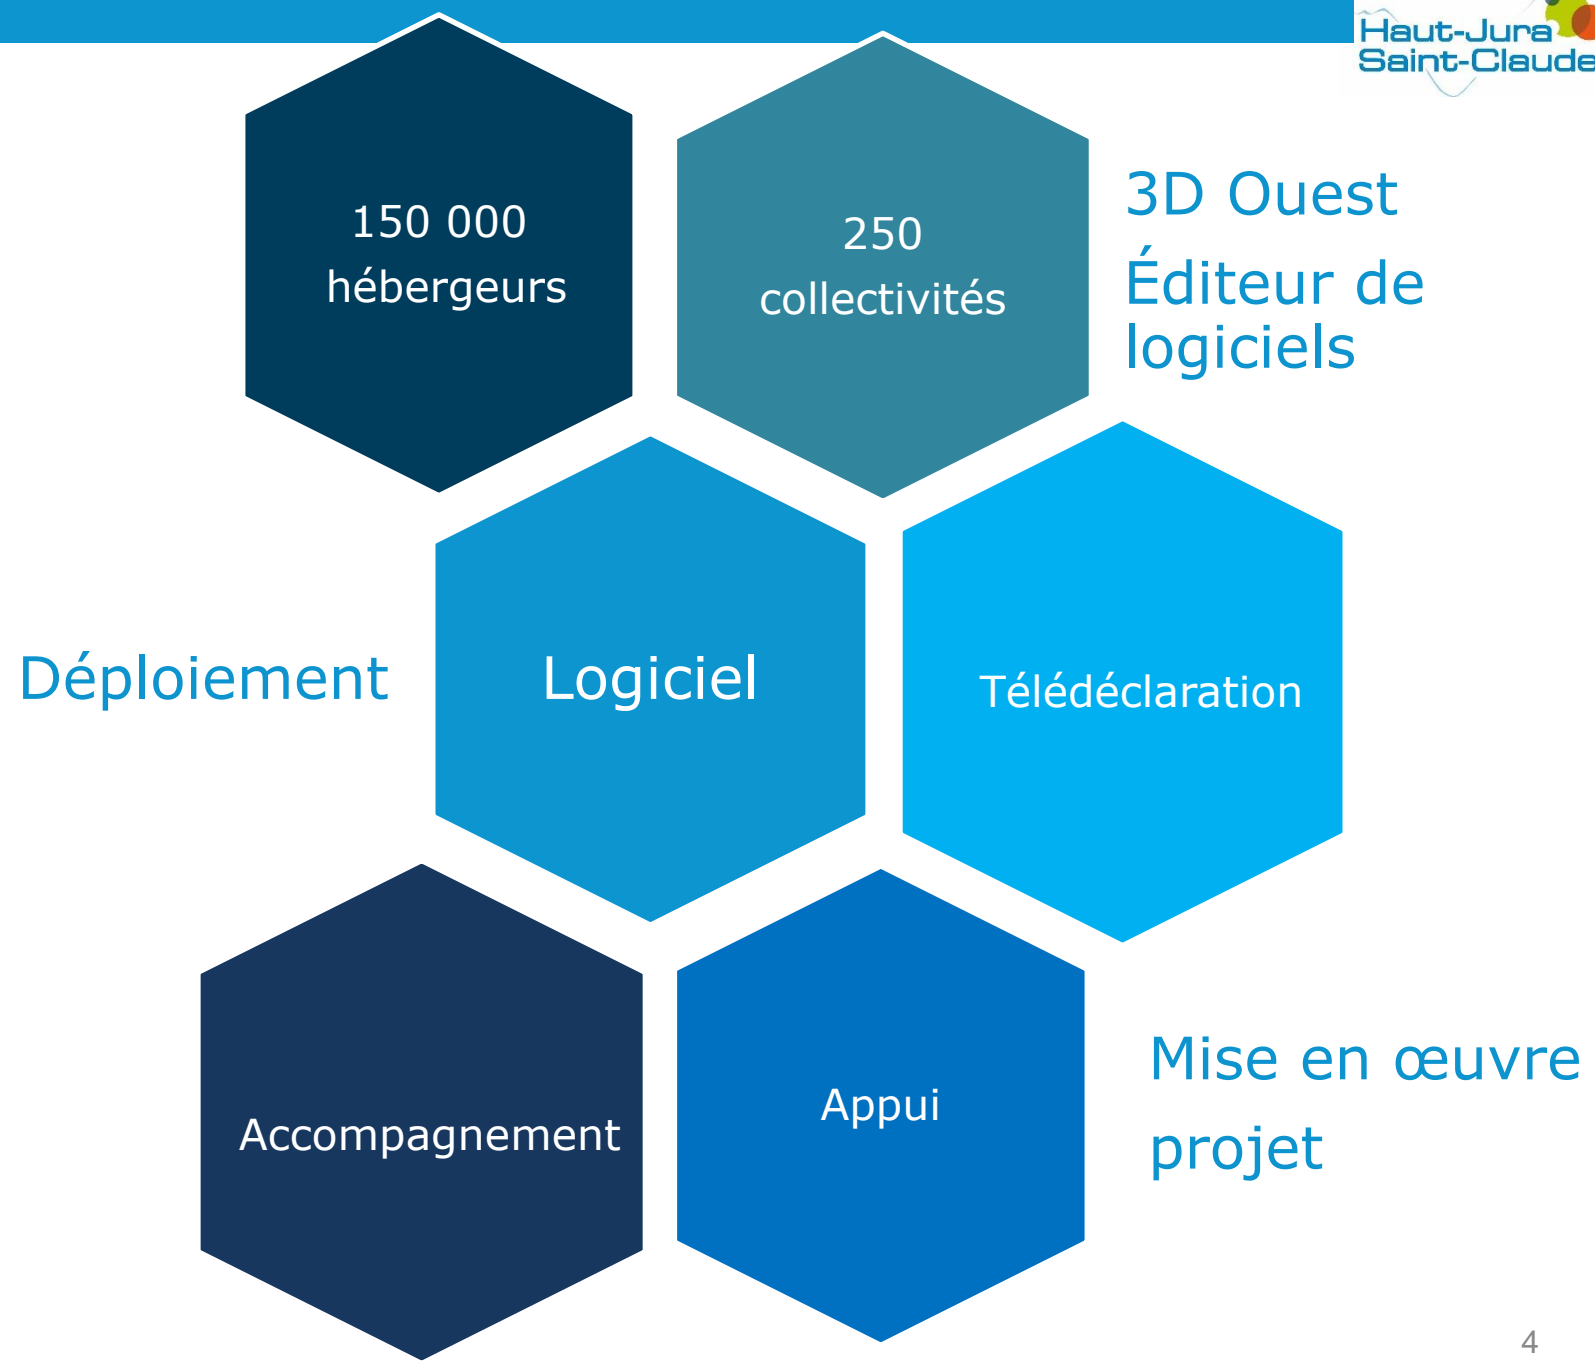 Haut-Jura
Saint-Claude
150 000
hébergeurs
250
collectivités
3D Ouest
Éditeur de
logiciels
Déploiement
Logiciel
Télédéclaration
Accompagnement
Appui
Mise en œuvre
projet
4